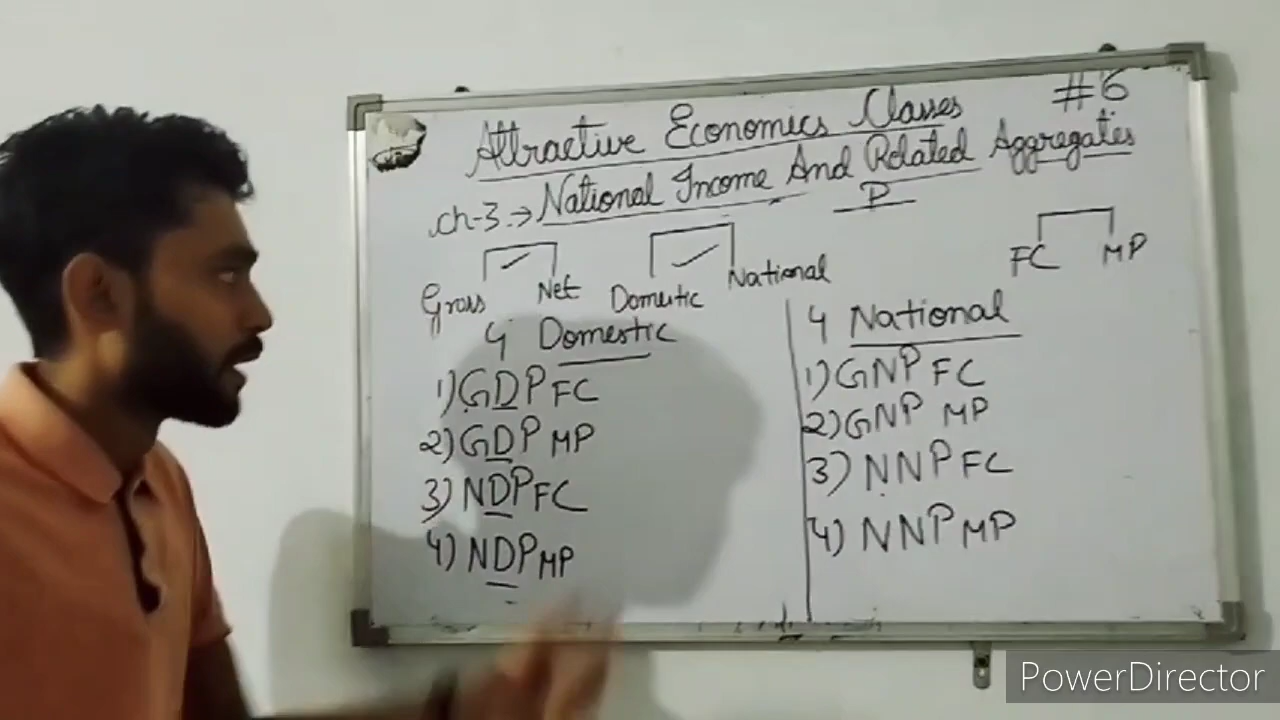 #6
Attractive Economics Classes
Ch-3.→ National Income And Related Aggregates
P
Gross Net Domestic National FC MP
4 Domestic
1) GDP FC
2) GDP MP
3) NDP FC
4) NDP MP
4 National
1) GNP FC
2) GNP MP
3) NNP FC
4) NNP MP
PowerDirector